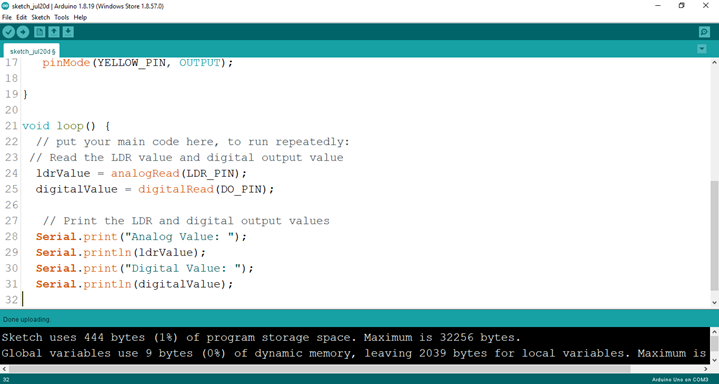 sketch_jul20d | Arduino 1.8.19 (Windows Store 1.8.57.0)
File Edit Sketch Tools Help
sketch_jul20d §
17 pinMode(YELLOW_PIN, OUTPUT);
18
19 }
20
21 void loop() {
22 // put your main code here, to run repeatedly:
23 // Read the LDR value and digital output value
24 ldrValue = analogRead(LDR_PIN);
25 digitalValue = digitalRead(DO_PIN);
26
27 // Print the LDR and digital output values
28 Serial.print("Analog Value: ");
29 Serial.println(ldrValue);
30 Serial.print("Digital Value: ");
31 Serial.println(digitalValue);
32
Done uploading.
Sketch uses 444 bytes (1%) of program storage space. Maximum is 32256 bytes.
Global variables use 9 bytes (0%) of dynamic memory, leaving 2039 bytes for local variables. Maximum is
32 Arduino Uno on COM3